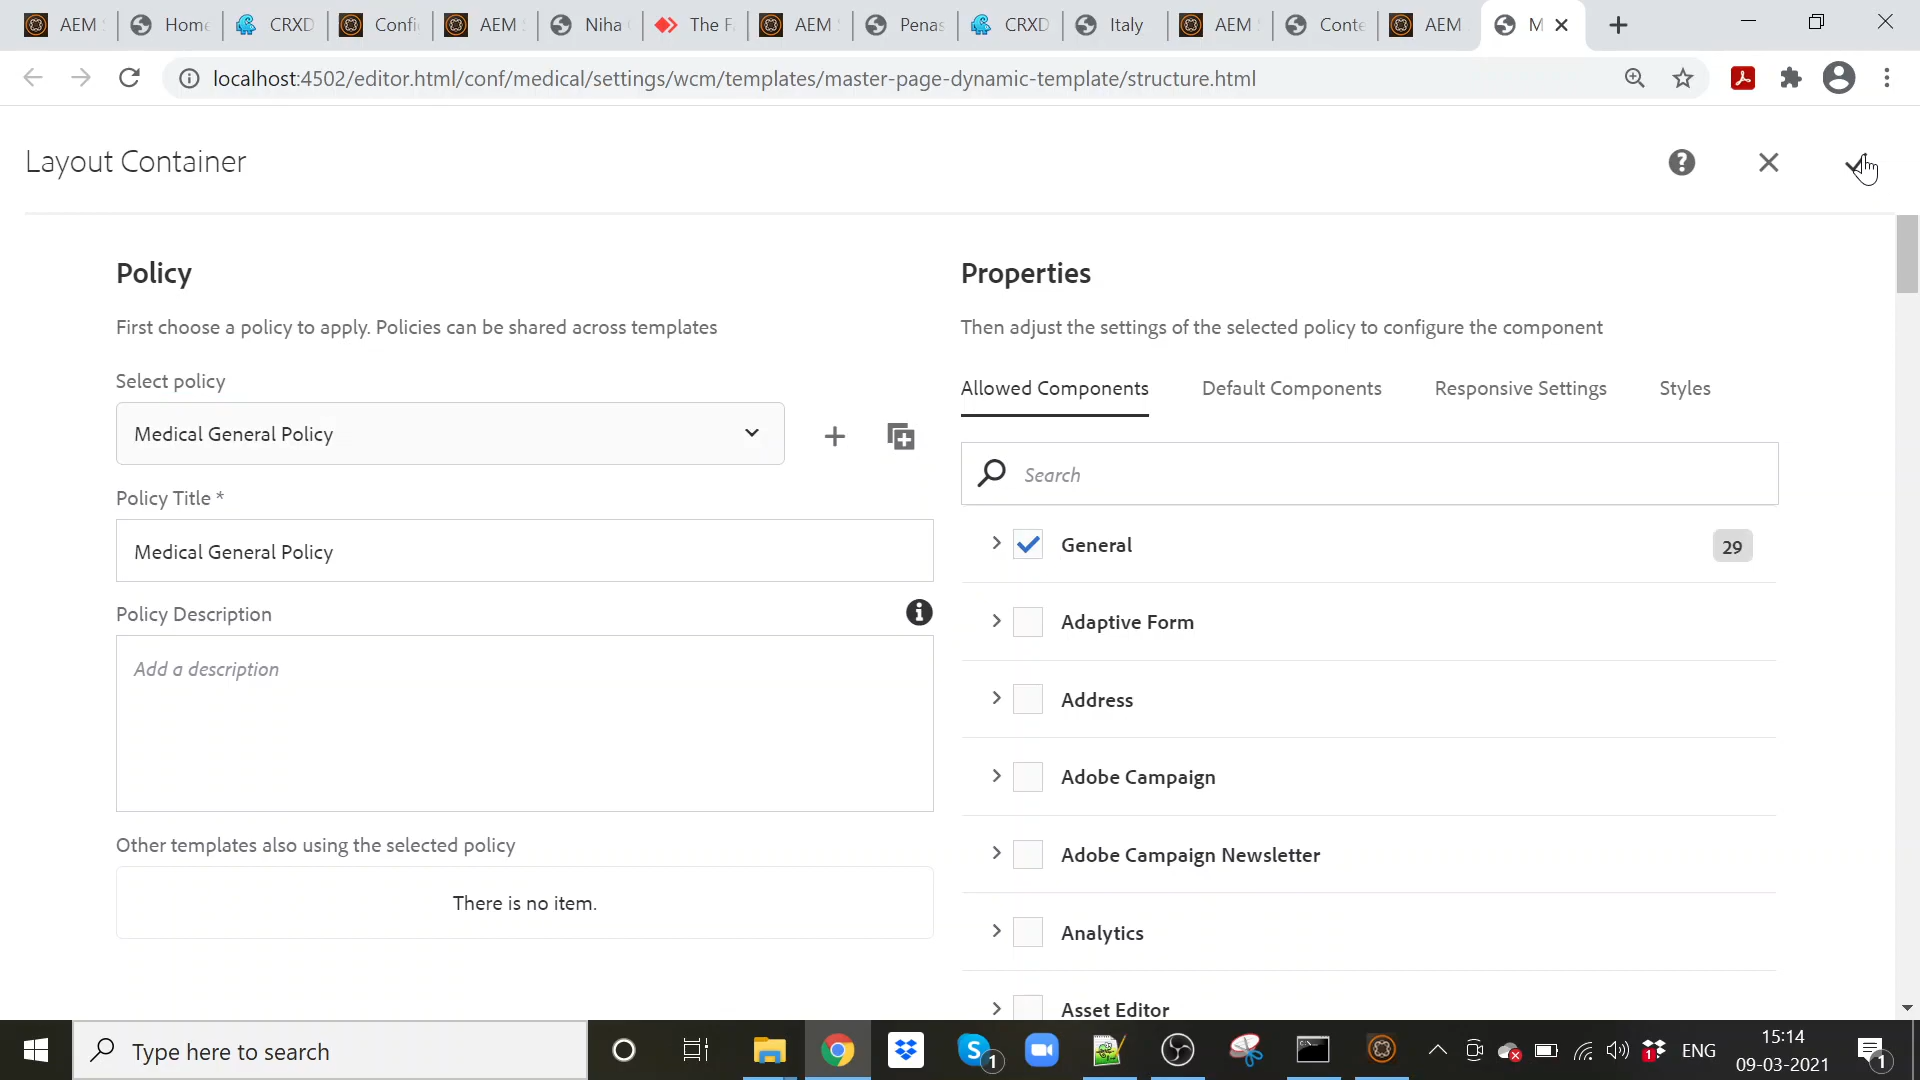 AEM
Home
CRXD
Confi
AEM
Niha
The F
AEM
Penas
CRXD
Italy
AEM
Conte
AEM
M
localhost:4502/editor.html/conf/medical/settings/wcm/templates/master-page-dynamic-template/structure.html
Layout Container
Policy
First choose a policy to apply. Policies can be shared across templates
Select policy
Medical General Policy
Policy Title *
Medical General Policy
Policy Description
Add a description
Other templates also using the selected policy
There is no item.
Properties
Then adjust the settings of the selected policy to configure the component
Allowed Components Default Components Responsive Settings Styles
Search
General 29
Adaptive Form
Address
Adobe Campaign
Adobe Campaign Newsletter
Analytics
Asset Editor
Type here to search
1
1
ENG
15:14
09-03-2021
1